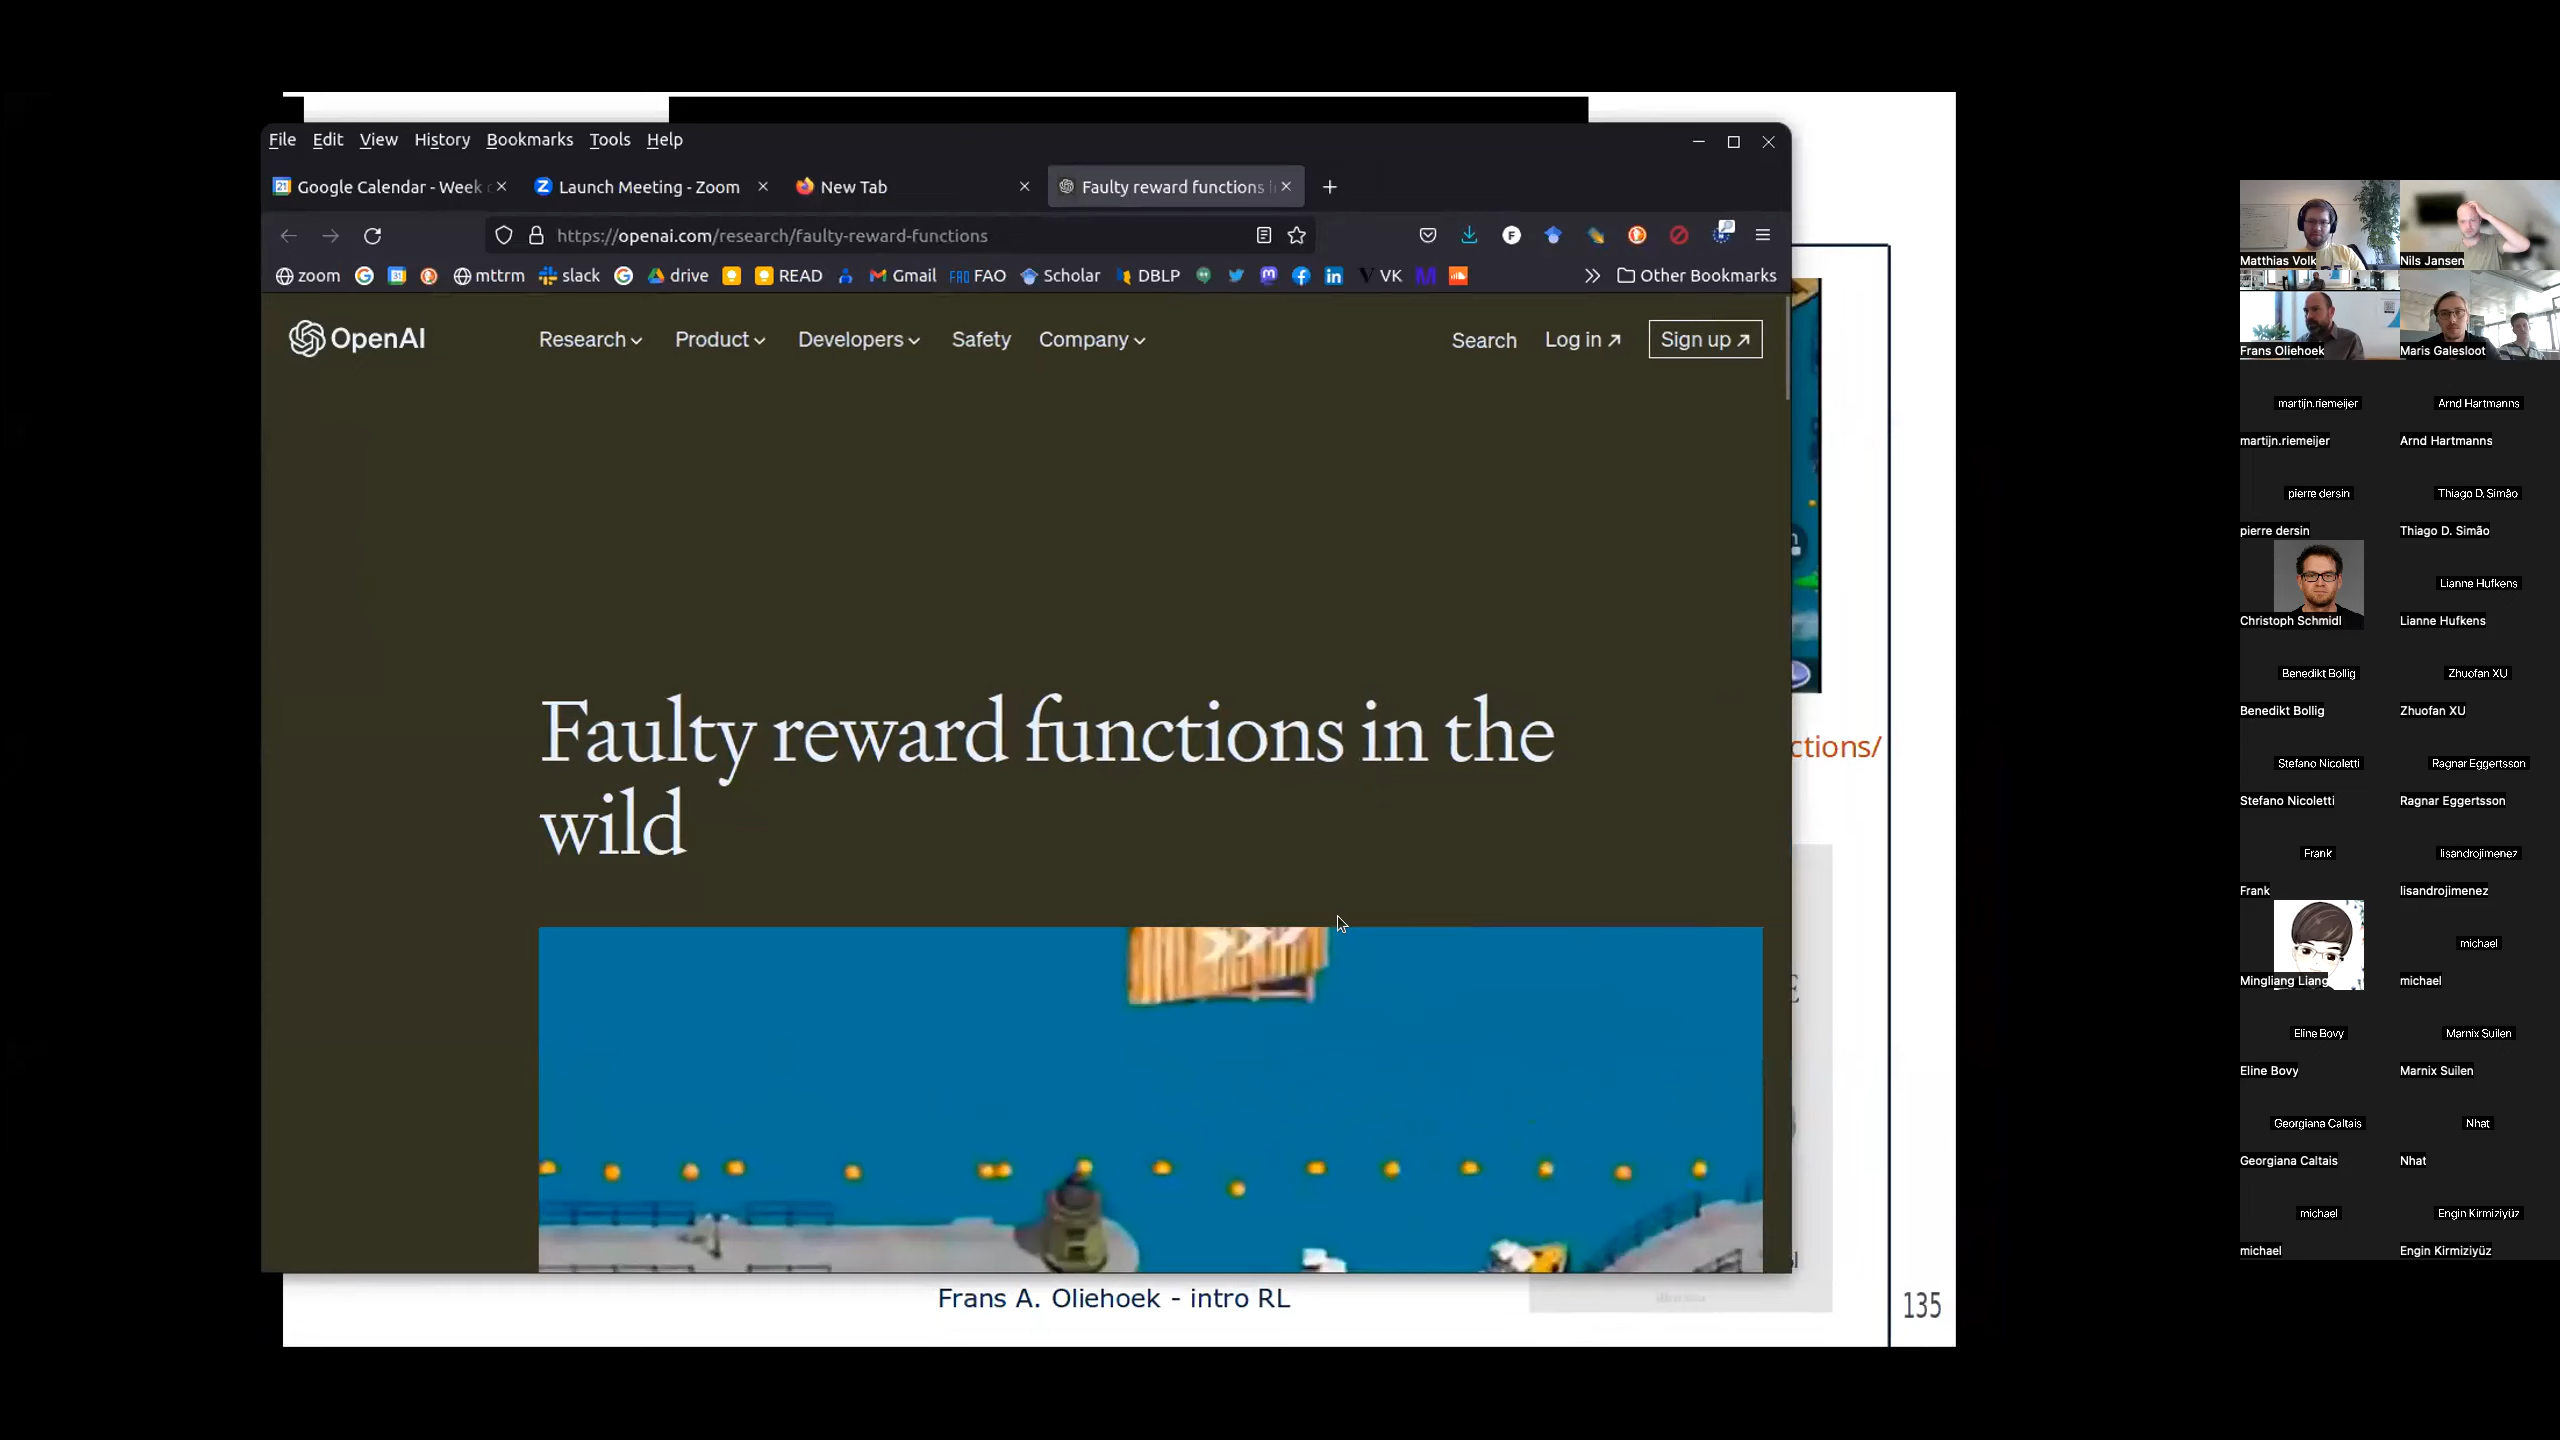 File Edit View History Bookmarks Tools Help
Google Calendar - Week
Launch Meeting - Zoom
New Tab
Faulty reward functions
https://openai.com/research/faulty-reward-functions
zoom mttrm slack drive READ Gmail FAO Scholar DBLP VK Other Bookmarks
OpenAI
Research Product Developers Safety Company Search Log in Sign up
Faulty reward functions in the
wild
ctions/
Frans A. Oliehoek - intro RL
135
Matthias Volk
Nils Jansen
Frans Oliehoek
Maris Galesloot
martijn.riemeijer
Arnd Hartmanns
martijn.riemeijer
Arnd Hartmanns
pierre dersin
Thiago D. Simão
pierre dersin
Thiago D. Simão
Lianne Hufkens
Christoph Schmidl
Lianne Hufkens
Benedikt Bollig
Zhuofan XU
Benedikt Bollig
Zhuofan XU
Stefano Nicoletti
Ragnar Eggertsson
Stefano Nicoletti
Ragnar Eggertsson
Frank
lisandrojimenez
Frank
lisandrojimenez
michael
Mingliang Liang
michael
Eline Bovy
Marnix Suilen
Eline Bovy
Marnix Suilen
Georgiana Caltais
Nhat
Georgiana Caltais
Nhat
michael
Engin Kirmiziyüz
michael
Engin Kirmiziyüz